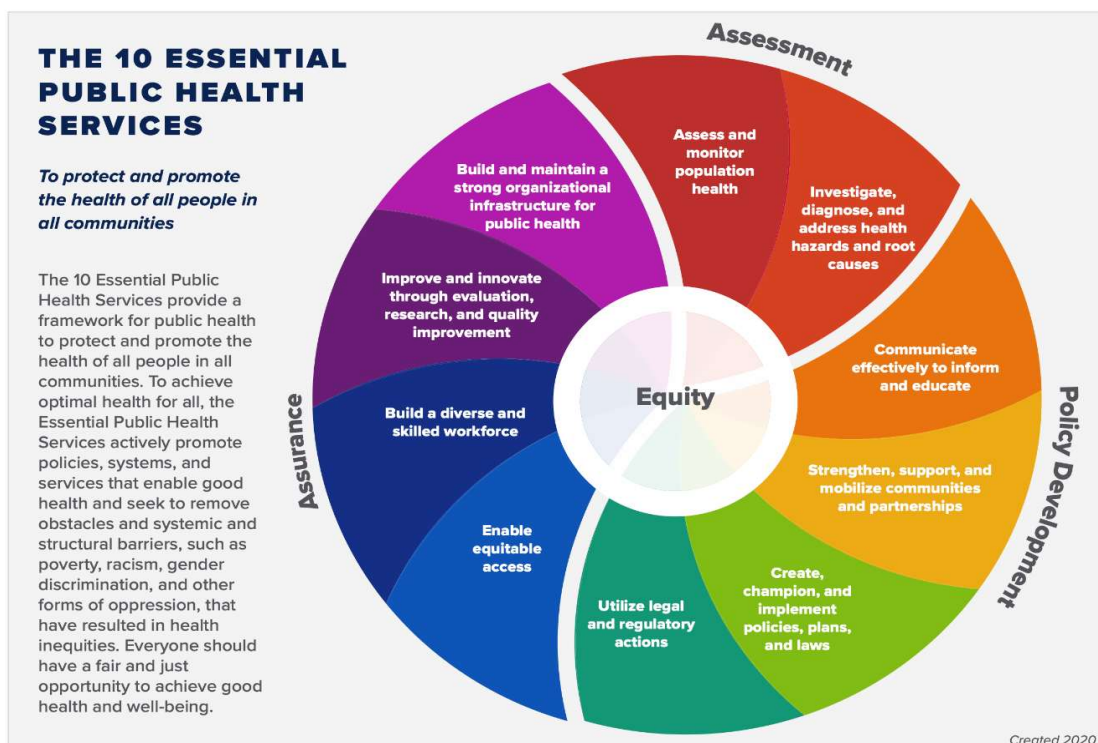 THE 10 ESSENTIAL
PUBLIC HEALTH
SERVICES
To protect and promote
the health of all people in
all communities
The 10 Essential Public
Health Services provide a
framework for public health
to protect and promote the
health of all people in all
communities. To achieve
optimal health for all, the
Essential Public Health
Services actively promote
policies, systems, and
services that enable good
health and seek to remove
obstacles and systemic and
structural barriers, such as
poverty, racism, gender
discrimination, and other
forms of oppression, that
have resulted in health
inequities. Everyone should
have a fair and just
opportunity to achieve good
health and well-being.
Assessment
Assess and
monitor
population
health
Investigate,
diagnose, and
address health
hazards and root
causes
Policy Development
Communicate
effectively to inform
and educate
Strengthen, support, and
mobilize communities
and partnerships
Create,
champion, and
implement
policies, plans,
and laws
Utilize legal
and regulatory
actions
Assurance
Enable
equitable
access
Build a diverse and
skilled workforce
Improve and innovate
through evaluation,
research, and quality
improvement
Build and maintain a
strong organizational
infrastructure for
public health
Equity
Created 2020